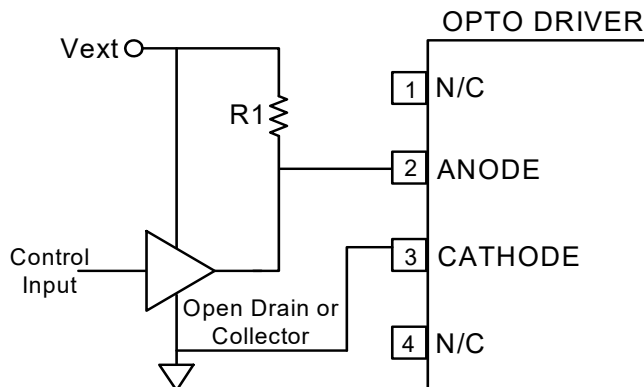 OPTO DRIVER
Vext
1 N/C
R1
2 ANODE
Control
Input
3 CATHODE
Open Drain or
Collector
4 N/C